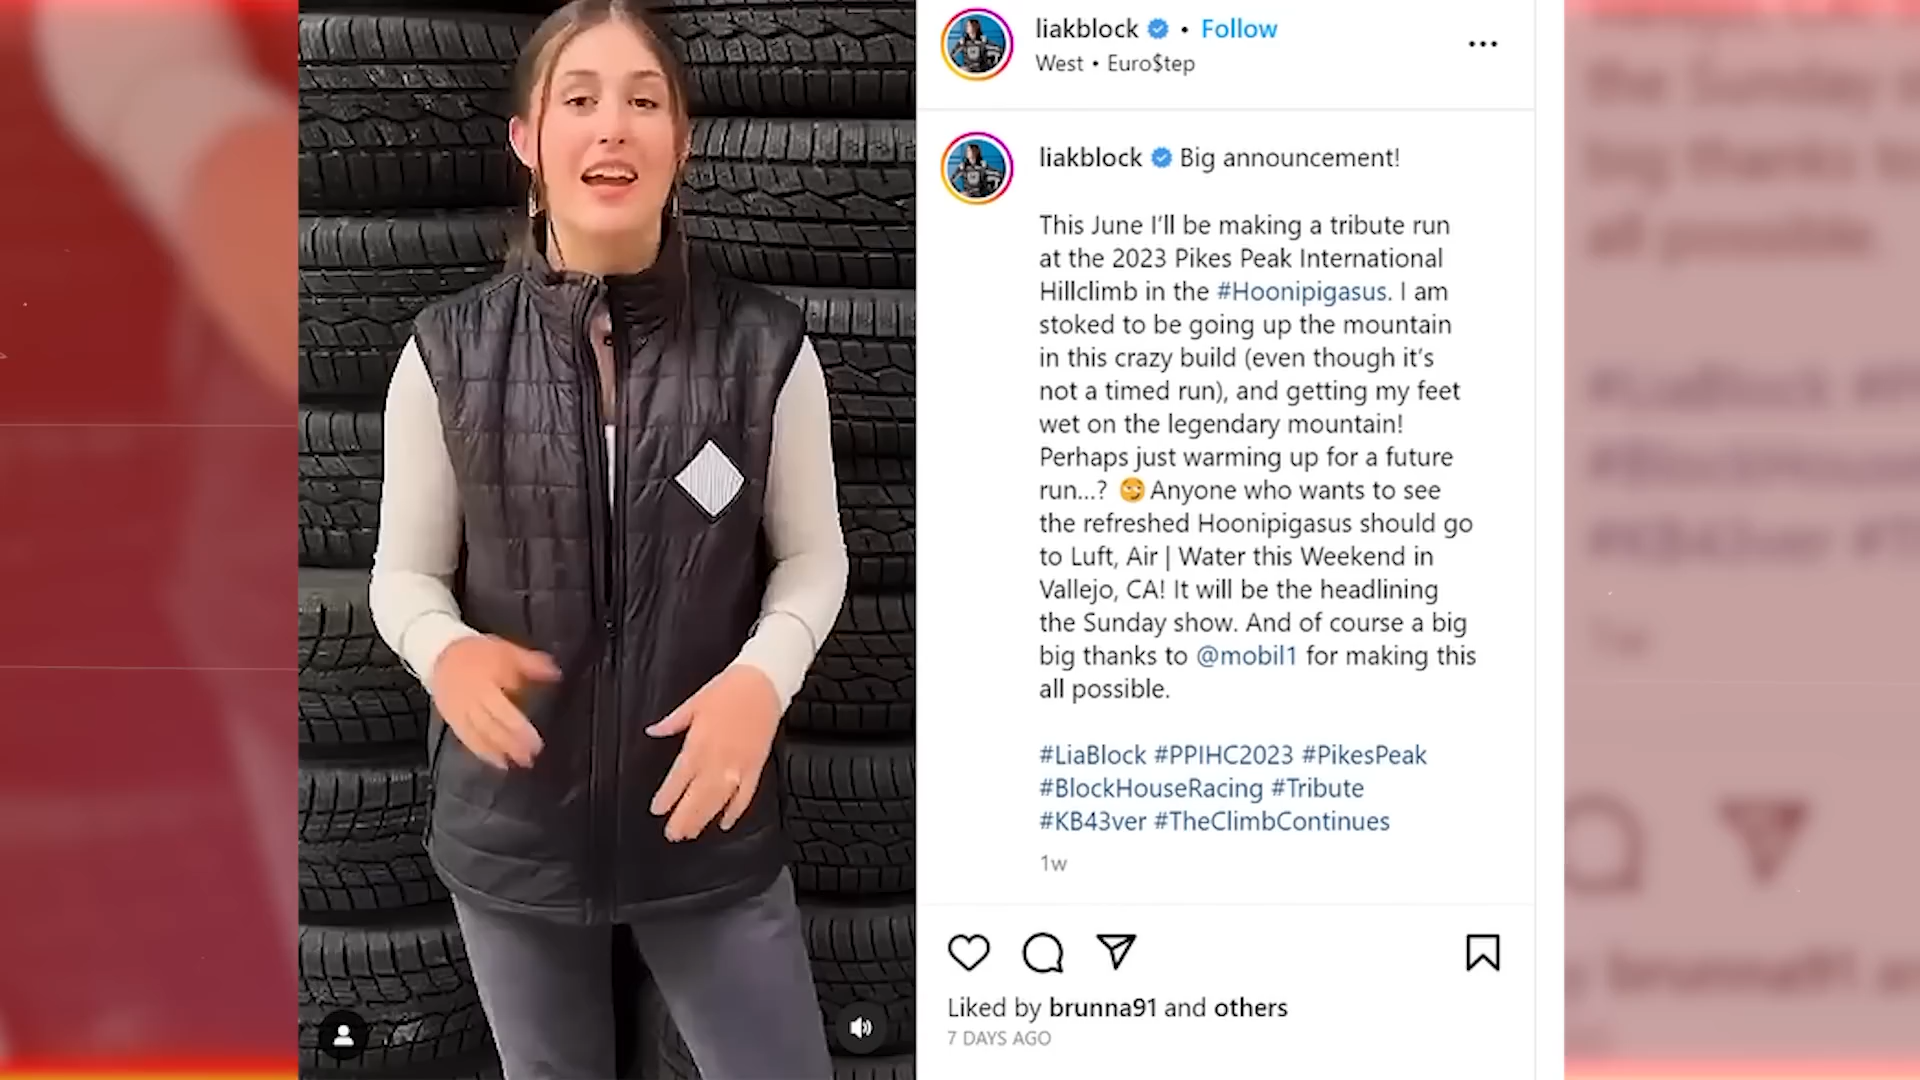 liakblock • Follow
West • Euro$tep
liakblock Big announcement!
This June I’ll be making a tribute run
at the 2023 Pikes Peak International
Hillclimb in the #Hoonipigasus. I am
stoked to be going up the mountain
in this crazy build (even though it’s
not a timed run), and getting my feet
wet on the legendary mountain!
Perhaps just warming up for a future
run...? 🙄 Anyone who wants to see
the refreshed Hoonipigasus should go
to Luft, Air | Water this Weekend in
Vallejo, CA! It will be the headlining
the Sunday show. And of course a big
big thanks to @mobil1 for making this
all possible.
#LiaBlock #PPIHC2023 #PikesPeak
#BlockHouseRacing #Tribute
#KB43ver #TheClimbContinues
1w
Liked by brunna91 and others
7 DAYS AGO